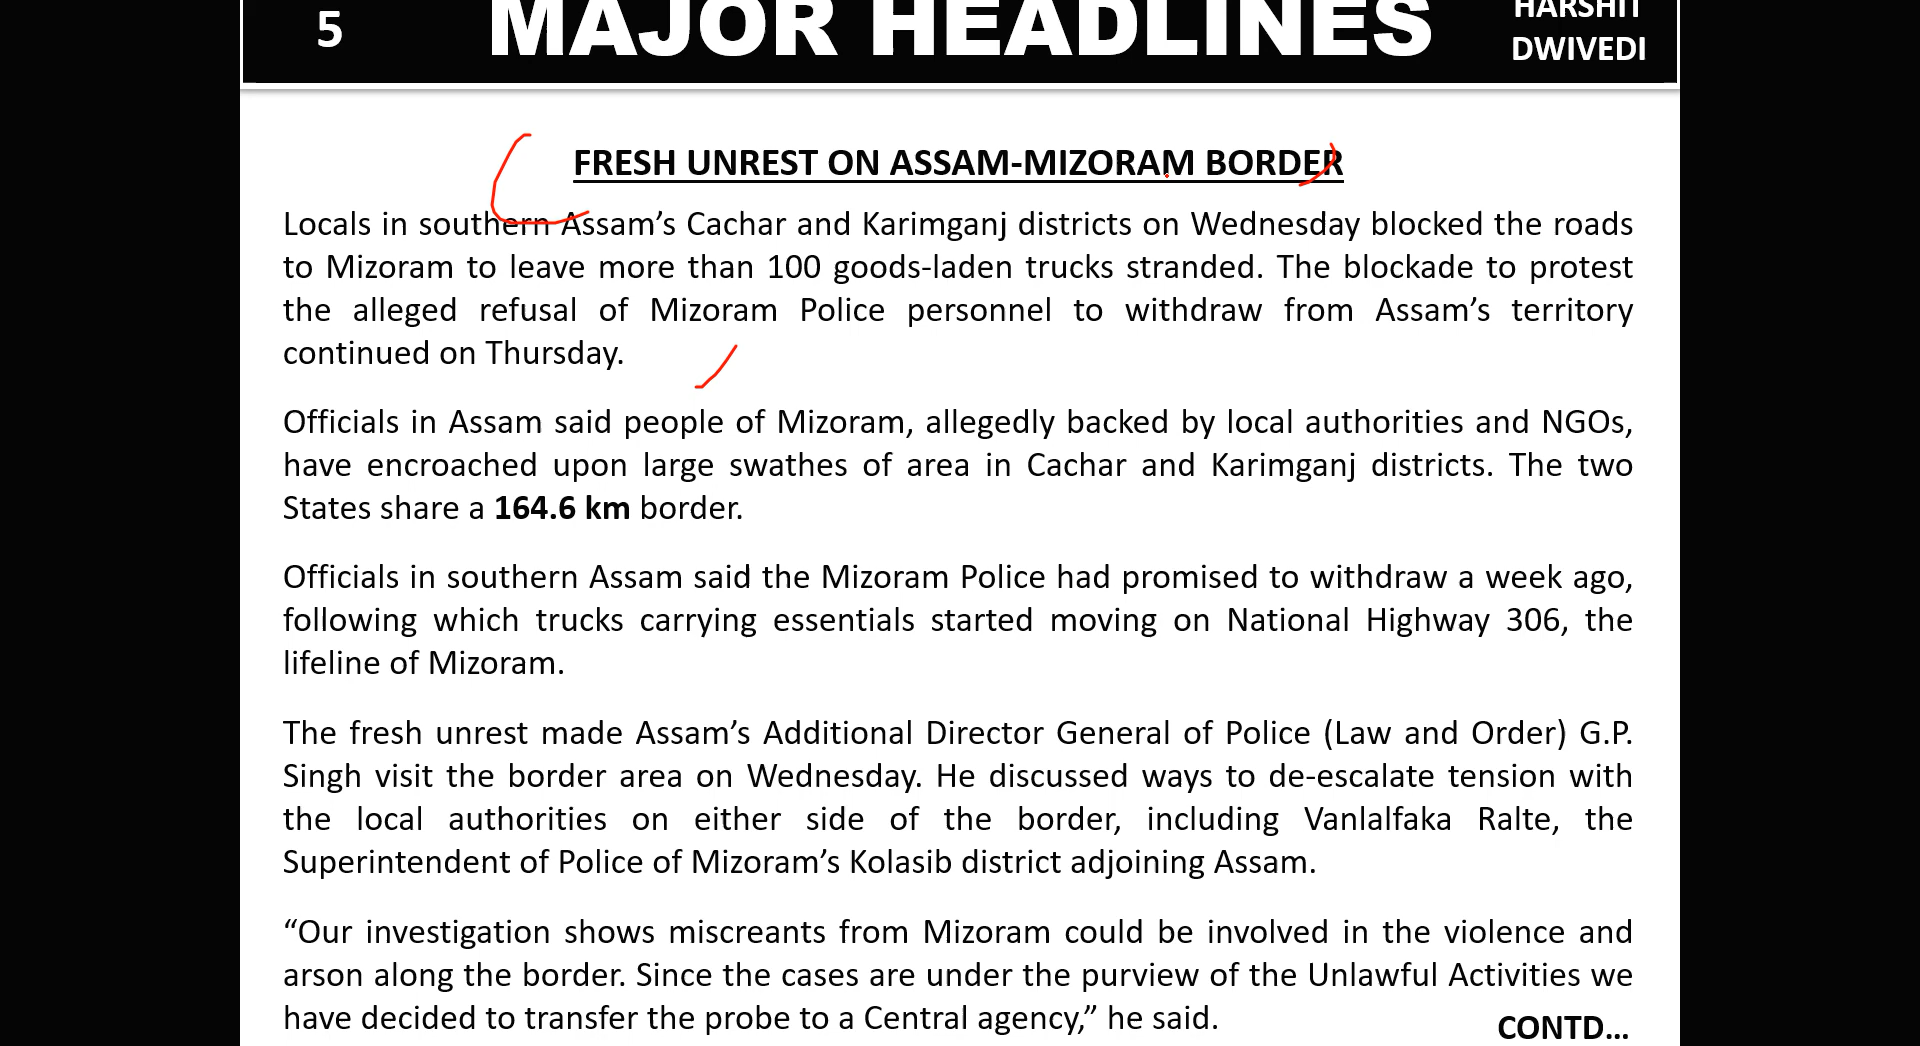 5
MAJOR HEADLINES
HARSHIT
DWIVEDI
FRESH UNREST ON ASSAM-MIZORAM BORDER
Locals in southern Assam’s Cachar and Karimganj districts on Wednesday blocked the roads
to Mizoram to leave more than 100 goods-laden trucks stranded. The blockade to protest
the alleged refusal of Mizoram Police personnel to withdraw from Assam’s territory
continued on Thursday.
Officials in Assam said people of Mizoram, allegedly backed by local authorities and NGOs,
have encroached upon large swathes of area in Cachar and Karimganj districts. The two
States share a 164.6 km border.
Officials in southern Assam said the Mizoram Police had promised to withdraw a week ago,
following which trucks carrying essentials started moving on National Highway 306, the
lifeline of Mizoram.
The fresh unrest made Assam’s Additional Director General of Police (Law and Order) G.P.
Singh visit the border area on Wednesday. He discussed ways to de-escalate tension with
the local authorities on either side of the border, including Vanlalfaka Ralte, the
Superintendent of Police of Mizoram’s Kolasib district adjoining Assam.
“Our investigation shows miscreants from Mizoram could be involved in the violence and
arson along the border. Since the cases are under the purview of the Unlawful Activities we
have decided to transfer the probe to a Central agency,” he said.
CONTD...